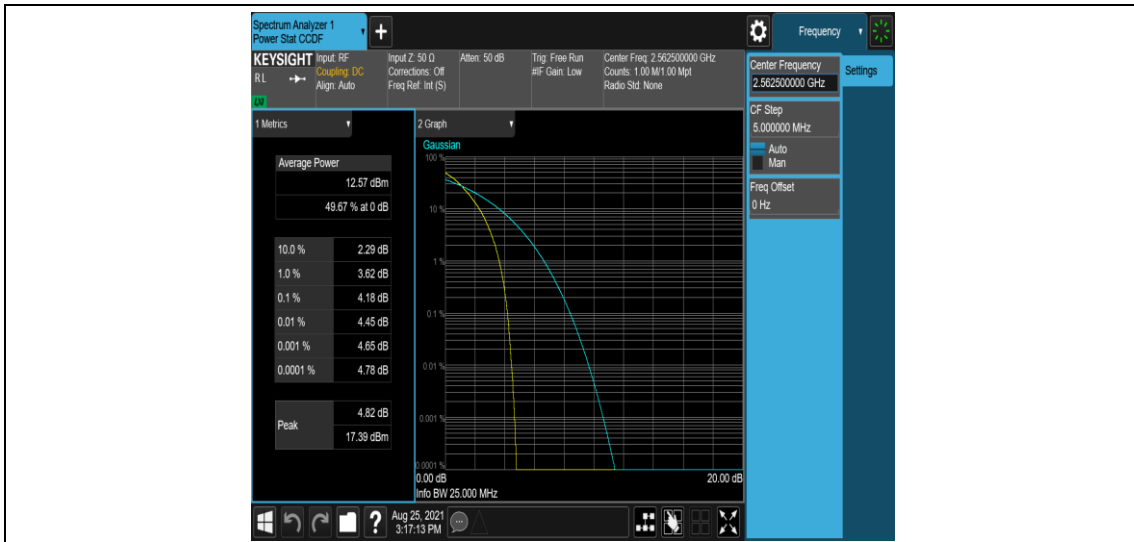 Spectrum Analyzer 1
Power Stat CCDF
Frequency
KEYSIGHT
R L
LXI
Input: RF
Coupling: DC
Align: Auto
Input Z: 50 Ω
Corrections: Off
Freq Ref: Int (S)
Atten: 50 dB
Trig: Free Run
#IF Gain: Low
Center Freq: 2.562500000 GHz
Counts: 1.00 M/1.00 Mpt
Radio Std: None
Center Frequency
2.562500000 GHz
Settings
CF Step
5.000000 MHz
Auto
Man
Freq Offset
0 Hz
1 Metrics
Average Power
12.57 dBm
49.67 % at 0 dB
10.0 % 2.29 dB
1.0 % 3.62 dB
0.1 % 4.18 dB
0.01 % 4.45 dB
0.001 % 4.65 dB
0.0001 % 4.78 dB
Peak
4.82 dB
17.39 dBm
2 Graph
Gaussian
100 %
10 %
1 %
0.1 %
0.01 %
0.001 %
0.0001 %
0.00 dB 20.00 dB
Info BW 25.000 MHz
?
Aug 25, 2021
3:17:13 PM